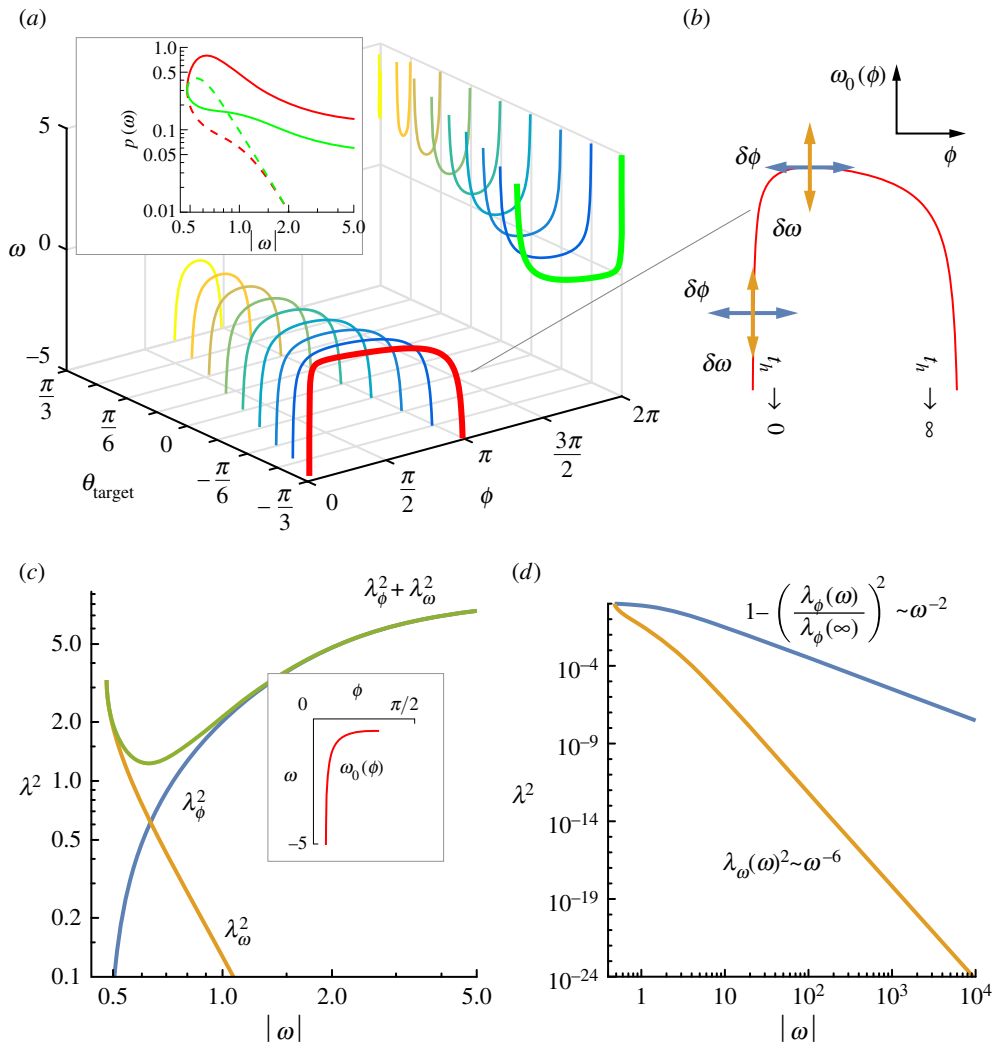 (a)
1.0
0.5
0.1
0.05
0.01
p(ω)
0.5
1.0
2.0
5.0
|ω|
5
0
−5
ω
π/3
π/6
0
−π/6
−π/3
θtarget
0
π/2
π
3π/2
2π
ϕ
(b)
ω0(ϕ)
ϕ
δϕ
δω
δϕ
δω
th → 0
th → ∞
(c)
λϕ² + λω²
5.0
2.0
1.0
0.5
0.2
0.1
λ²
λϕ²
λω²
0.5
1.0
2.0
5.0
|ω|
ϕ
0
π/2
ω
ω0(ϕ)
−5
(d)
1–(λϕ(ω)/λϕ(∞))² ~ω⁻²
10⁻⁴
10⁻⁹
10⁻¹⁴
10⁻¹⁹
10⁻²⁴
λ²
λω(ω)²~ω⁻⁶
1
10
10²
10³
10⁴
|ω|